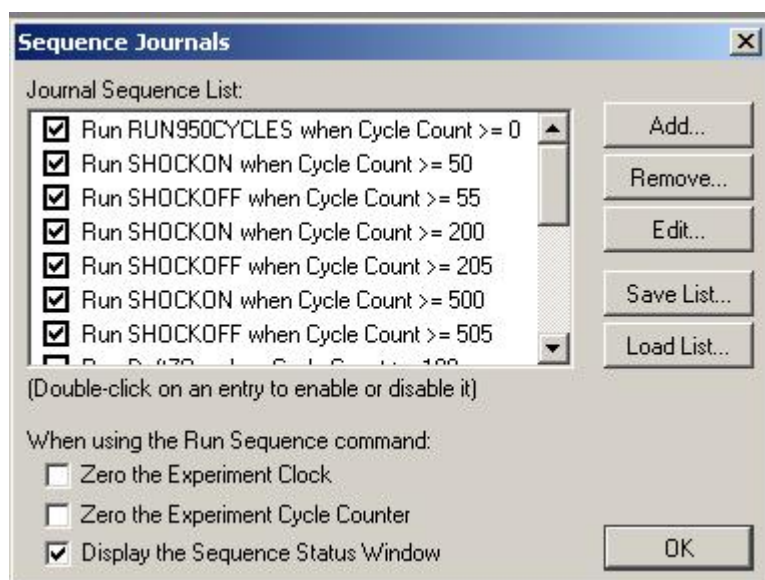 Sequence Journals
Journal Sequence List:
Run RUN950CYCLES when Cycle Count >= 0
Run SHOCKON when Cycle Count >= 50
Run SHOCKOFF when Cycle Count >= 55
Run SHOCKON when Cycle Count >= 200
Run SHOCKOFF when Cycle Count >= 205
Run SHOCKON when Cycle Count >= 500
Run SHOCKOFF when Cycle Count >= 505
Add...
Remove...
Edit...
Save List...
Load List...
(Double-click on an entry to enable or disable it)
When using the Run Sequence command:
Zero the Experiment Clock
Zero the Experiment Cycle Counter
Display the Sequence Status Window
OK